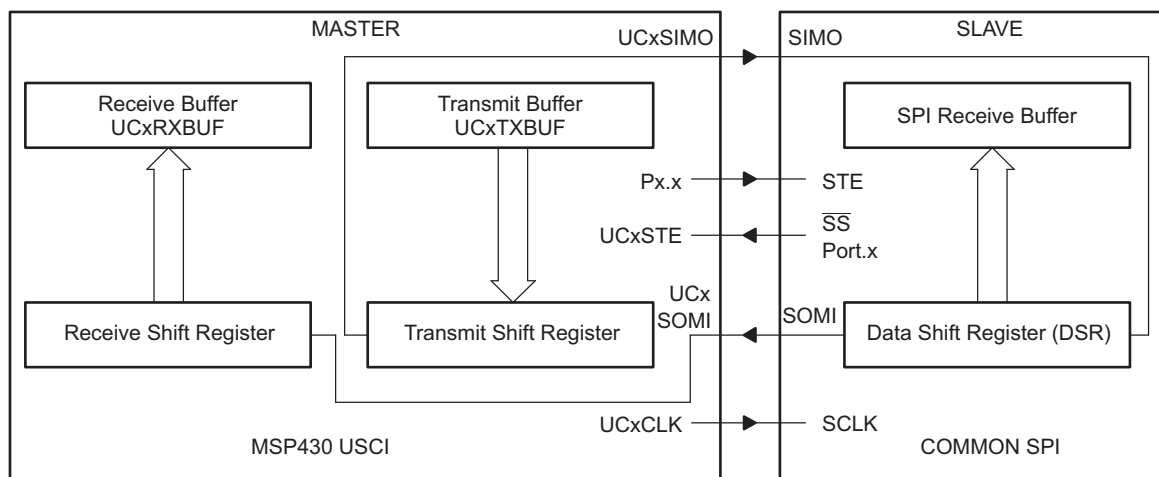 MASTER
UCxSIMO
SIMO
SLAVE
Receive Buffer
UCxRXBUF
Transmit Buffer
UCxTXBUF
SPI Receive Buffer
Px.x
STE
UCxSTE
SS
Port.x
UCx
SOMI
SOMI
Receive Shift Register
Transmit Shift Register
Data Shift Register (DSR)
UCxCLK
SCLK
MSP430 USCI
COMMON SPI